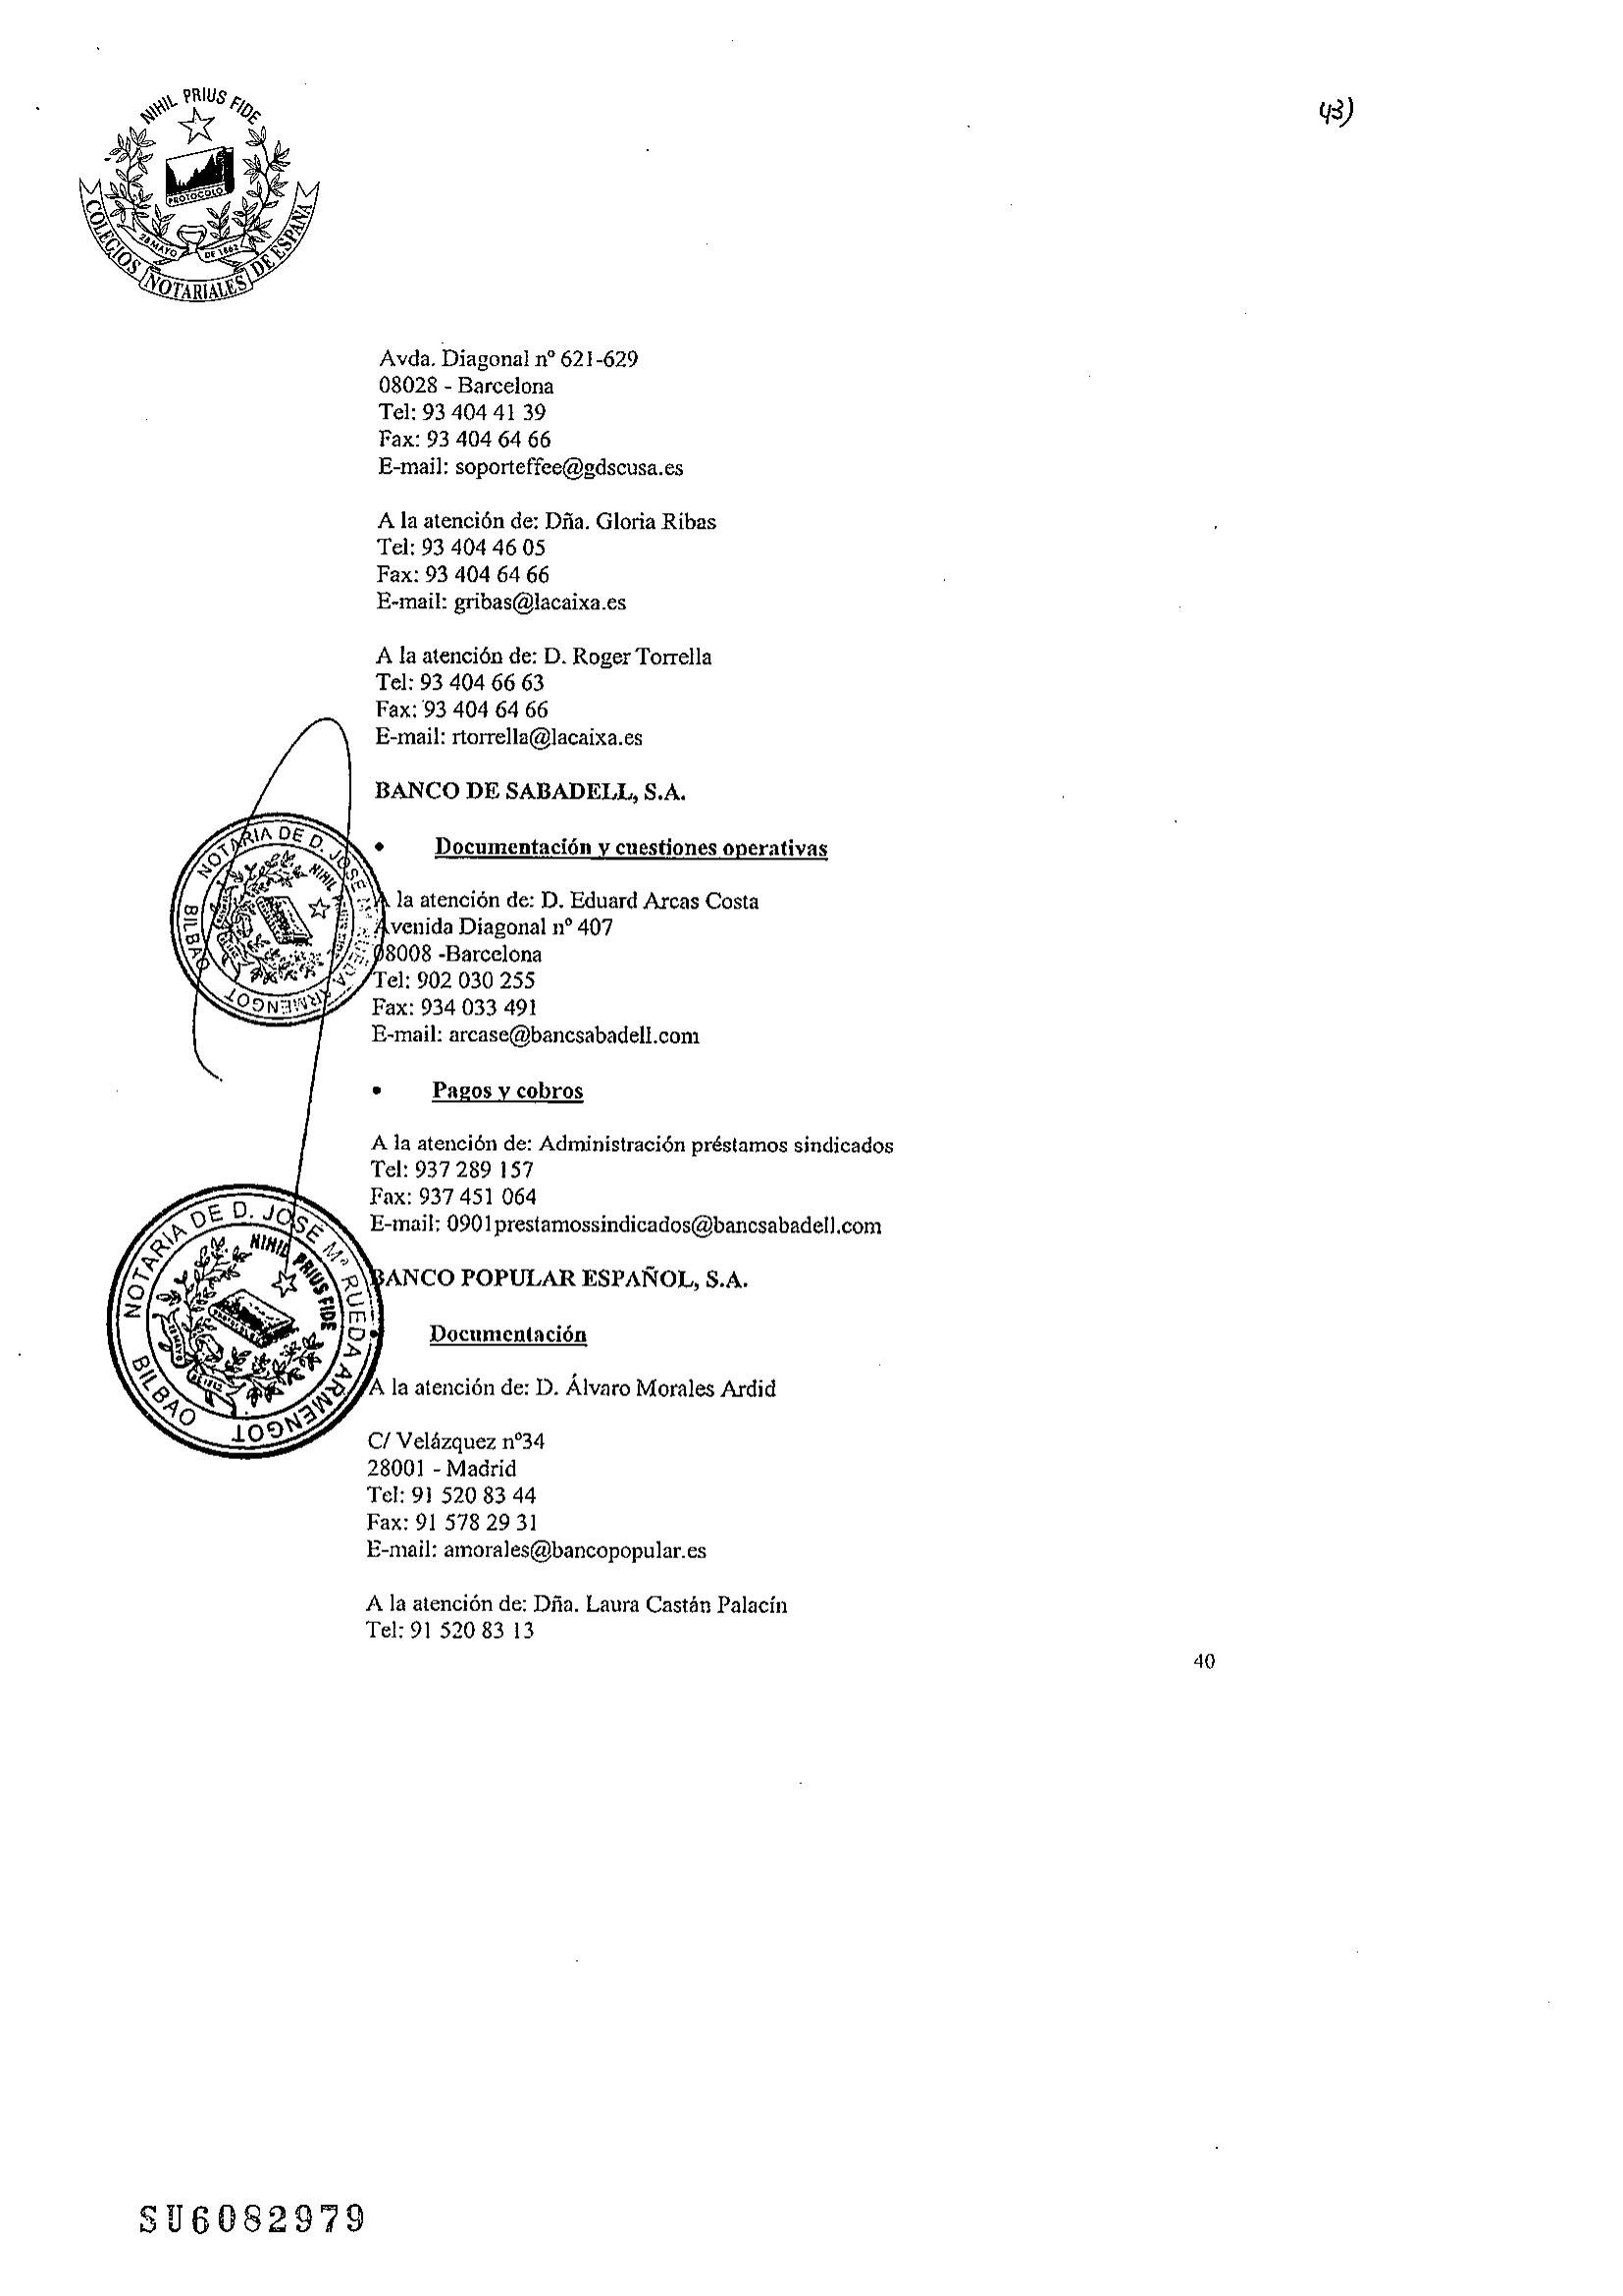 NIHIL PRIUS FIDE
PROTOCOLO
28 MAYO DE 1862
COLEGIOS NOTARIALES DE ESPAÑA
43)
Avda. Diagonal nº 621-629
08028 - Barcelona
Tel: 93 404 41 39
Fax: 93 404 64 66
E-mail: soporteffee@gdscusa.es
A la atención de: Dña. Gloria Ribas
Tel: 93 404 46 05
Fax: 93 404 64 66
E-mail: gribas@lacaixa.es
A la atención de: D. Roger Torrella
Tel: 93 404 66 63
Fax: 93 404 64 66
E-mail: rtorrella@lacaixa.es
BANCO DE SABADELL, S.A.
• Documentación y cuestiones operativas
A la atención de: D. Eduard Arcas Costa
Avenida Diagonal nº 407
08008 -Barcelona
Tel: 902 030 255
Fax: 934 033 491
E-mail: arcase@bancsabadell.com
NOTARIA DE D. JOSE Mª RUEDA ARMENGOT
BILBAO
NIHIL PRIUS FIDE
• Pagos y cobros
A la atención de: Administración préstamos sindicados
Tel: 937 289 157
Fax: 937 451 064
E-mail: 0901prestamossindicados@bancsabadell.com
BANCO POPULAR ESPAÑOL, S.A.
• Documentación
A la atención de: D. Álvaro Morales Ardid
NOTARIA DE D. JOSÉ Mª RUEDA ARMENGOT
BILBAO
NIHIL PRIUS FIDE
C/ Velázquez nº34
28001 - Madrid
Tel: 91 520 83 44
Fax: 91 578 29 31
E-mail: amorales@bancopopular.es
A la atención de: Dña. Laura Castán Palacín
Tel: 91 520 83 13
40
SU6082979